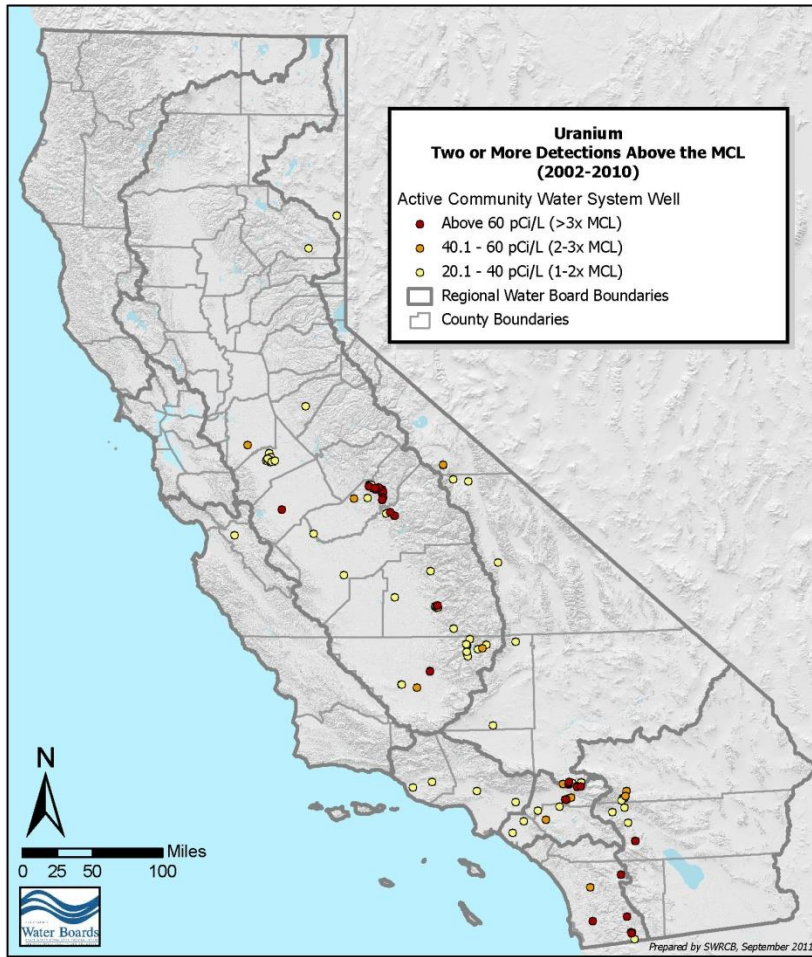 Uranium
Two or More Detections Above the MCL
(2002-2010)
Active Community Water System Well
Above 60 pCi/L (>3x MCL)
40.1 - 60 pCi/L (2-3x MCL)
20.1 - 40 pCi/L (1-2x MCL)
Regional Water Board Boundaries
County Boundaries
N
Miles
0 25 50 100
Water Boards
Prepared by SWRCB, September 2011